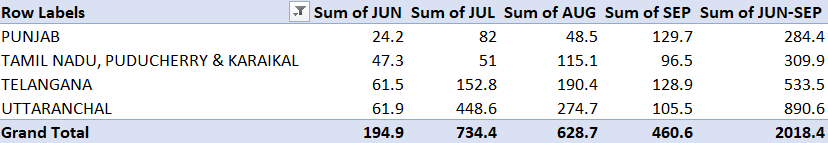 Row Labels Sum of JUN Sum of JUL Sum of AUG Sum of SEP Sum of JUN-SEP
PUNJAB 24.2 82 48.5 129.7 284.4
TAMIL NADU, PUDUCHERRY & KARAIKAL 47.3 51 115.1 96.5 309.9
TELANGANA 61.5 152.8 190.4 128.9 533.5
UTTARANCHAL 61.9 448.6 274.7 105.5 890.6
Grand Total 194.9 734.4 628.7 460.6 2018.4